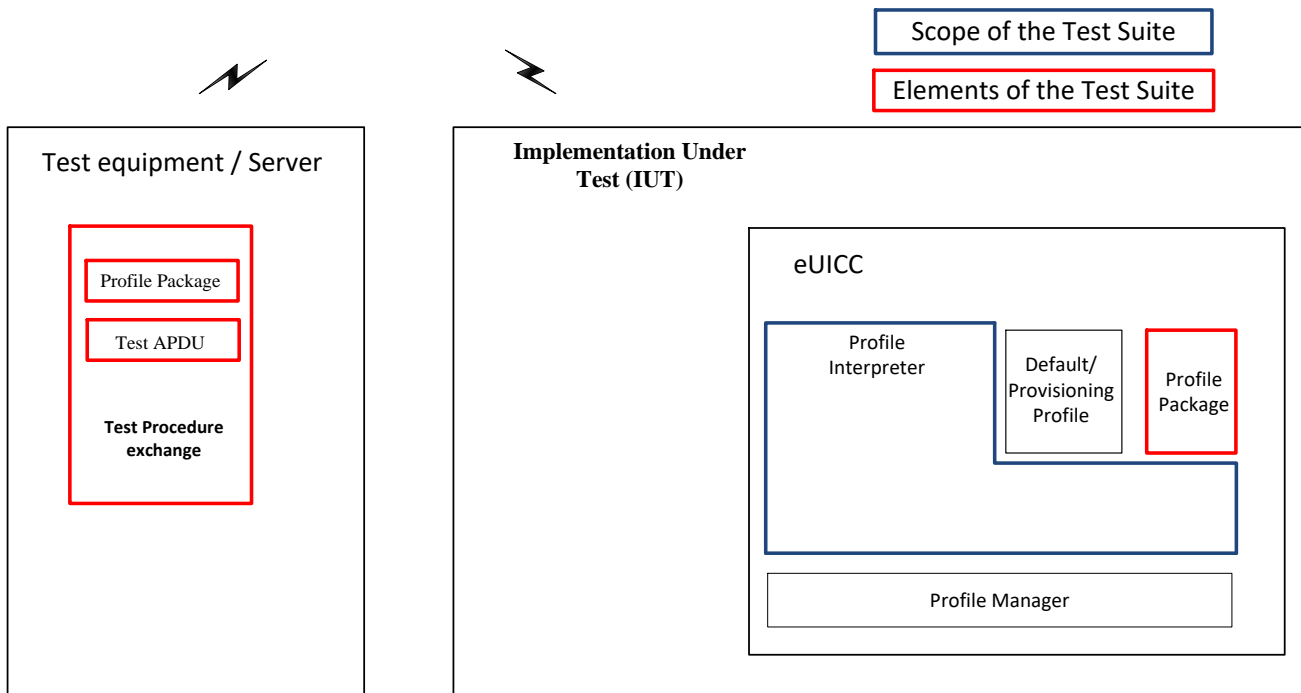 Scope of the Test Suite
Elements of the Test Suite
Test equipment / Server
Profile Package
Test APDU
Test Procedure
exchange
Implementation Under
Test (IUT)
eUICC
Profile
Interpreter
Default/
Provisioning
Profile
Profile
Package
Profile Manager